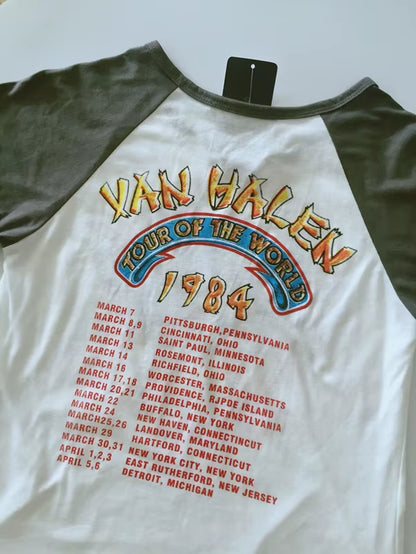 VAN HALEN
TOUR OF THE WORLD
1984
MARCH 7 PITTSBURGH,PENNSYLVANIA
MARCH 8,9 CINCINNATI, OHIO
MARCH 11 SAINT PAUL, MINNESOTA
MARCH 13 ROSEMONT, ILLINOIS
MARCH 14 RICHFIELD, OHIO
MARCH 16 WORCESTER, MASSACHUSETTS
MARCH 17,18 PROVIDENCE, RJPDE ISLAND
MARCH 20,21 PHILADELPHIA, PENNSYLVANIA
MARCH 22 BUFFALO, NEW YORK
MARCH 24 NEW HAVEN, CONNECTINCUT
MARCH25,26 LANDOVER, MARYLAND
MARCH 29 HARTFORD, CONNECTICUT
MARCH 30,31 NEW YORK CITY, NEW YORK
APRIL 1,2,3 EAST RUTHERFORD, NEW JERSEY
APRIL 5,6 DETROIT, MICHIGAN